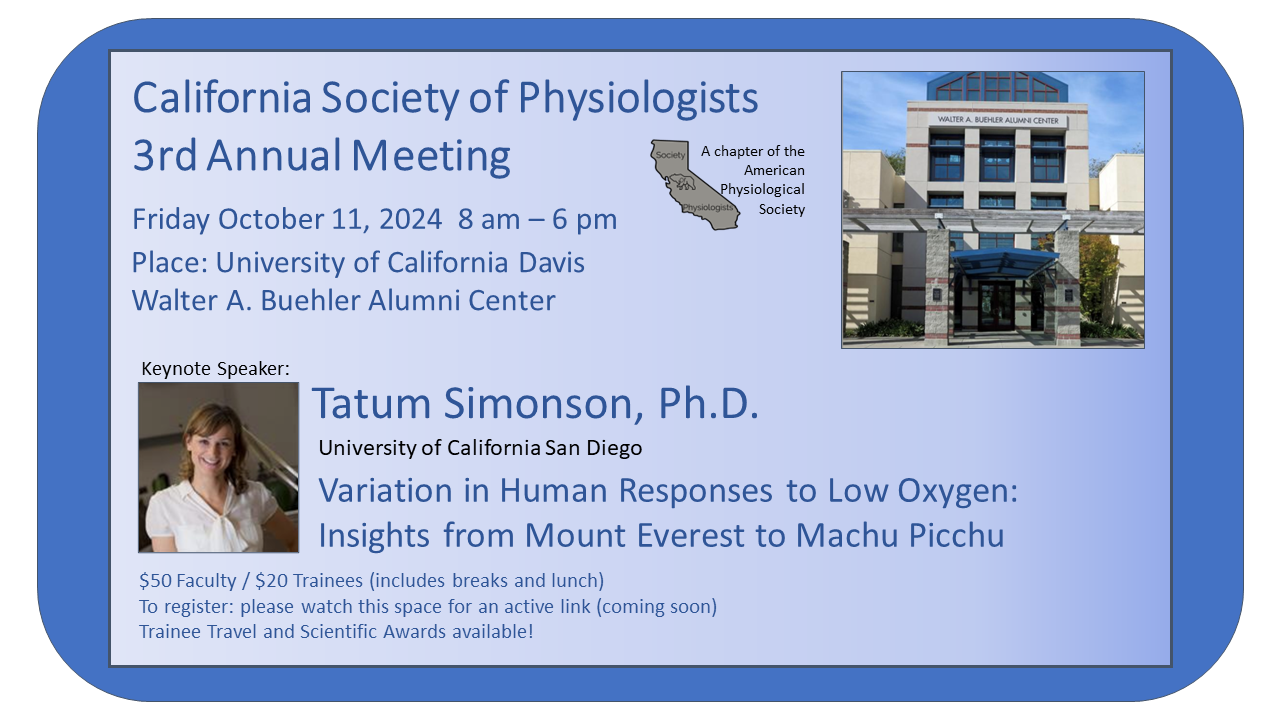 California Society of Physiologists
3rd Annual Meeting
Society
Physiologists
A chapter of the
American
Physiological
Society
WALTER A. BUEHLER ALUMNI CENTER
Friday October 11, 2024 8 am – 6 pm
Place: University of California Davis
Walter A. Buehler Alumni Center
Keynote Speaker:
Tatum Simonson, Ph.D.
University of California San Diego
Variation in Human Responses to Low Oxygen:
Insights from Mount Everest to Machu Picchu
$50 Faculty / $20 Trainees (includes breaks and lunch)
To register: please watch this space for an active link (coming soon)
Trainee Travel and Scientific Awards available!